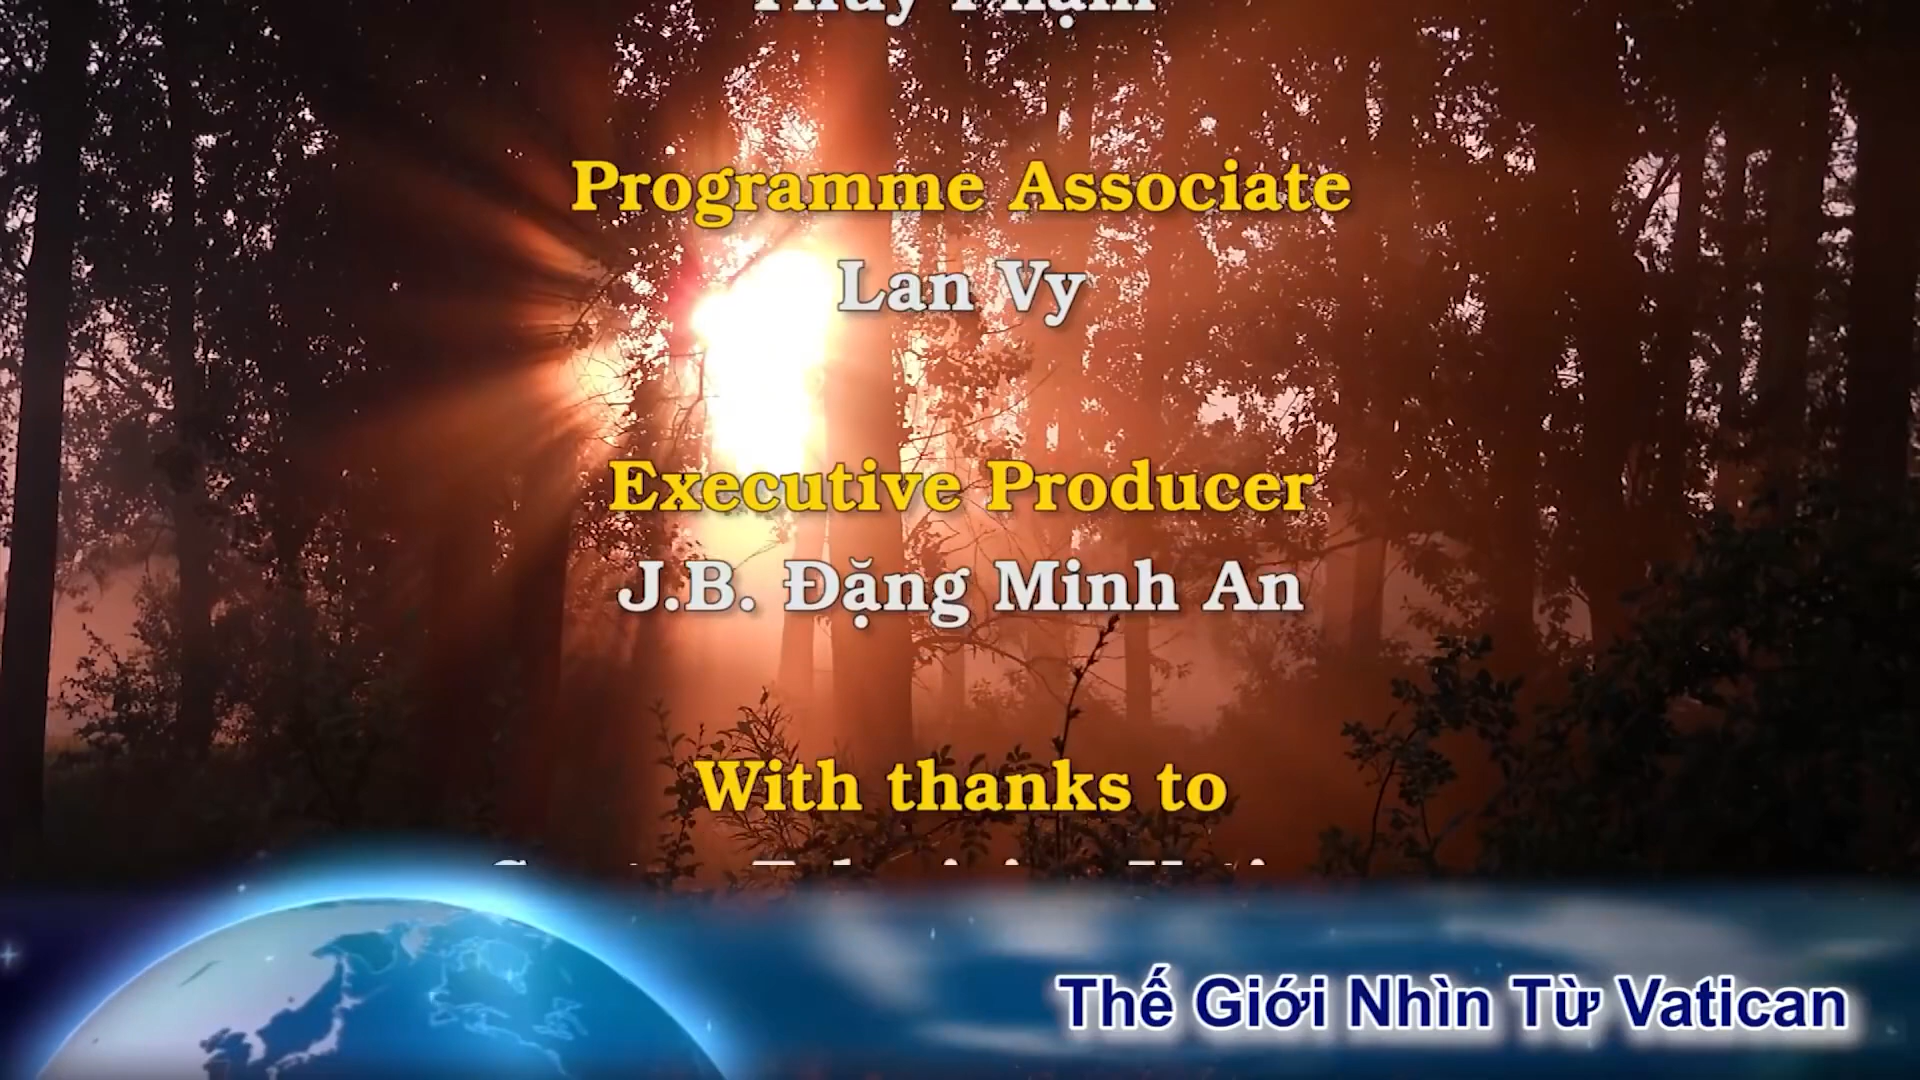 Programme Associate
Lan Vy
Executive Producer
J.B. Đặng Minh An
With thanks to
Thế Giới Nhìn Từ Vatican